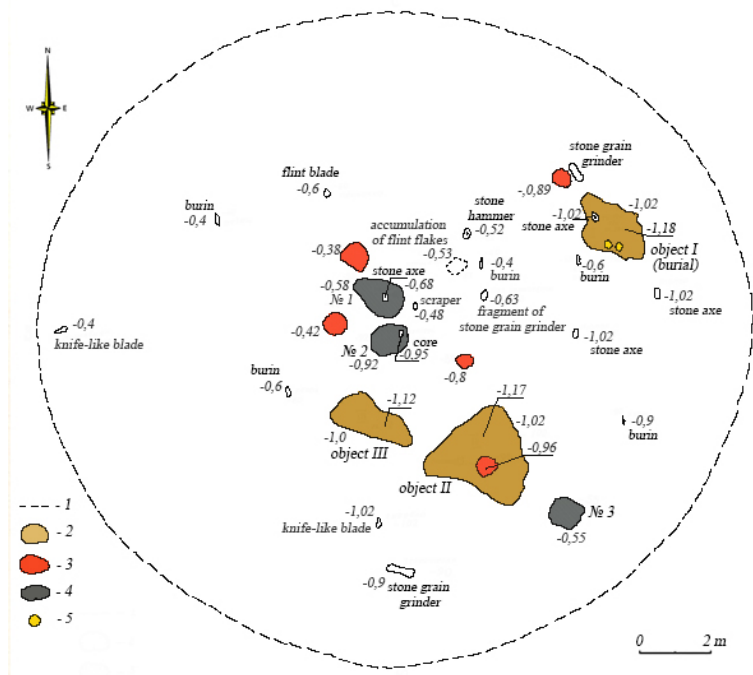 N
W E
S
stone grain
grinder
-,0,89
flint blade
-0,6
burin
-0,4
stone
hammer
-0,52
accumulation
of flint flakes
-0,53
-1,02
-1,02
stone axe
-1,18
object I
(burial)
-0,38
stone axe
-0,58
-0,68
№ 1
-0,4
burin
-0,6
burin
scraper
-0,48
-0,63
fragment of
stone grain grinder
-1,02
stone axe
-0,4
knife-like blade
-0,42
core
№ 2
-0,95
-0,92
-1,02
stone axe
burin
-0,6
-0,8
-1,12
-1,17
-1,02
-0,9
burin
-1,0
object III
-0,96
object II
-1,02
knife-like blade
№ 3
-0,55
-0,9
stone grain
grinder
- 1
- 2
- 3
- 4
- 5
0 2 m